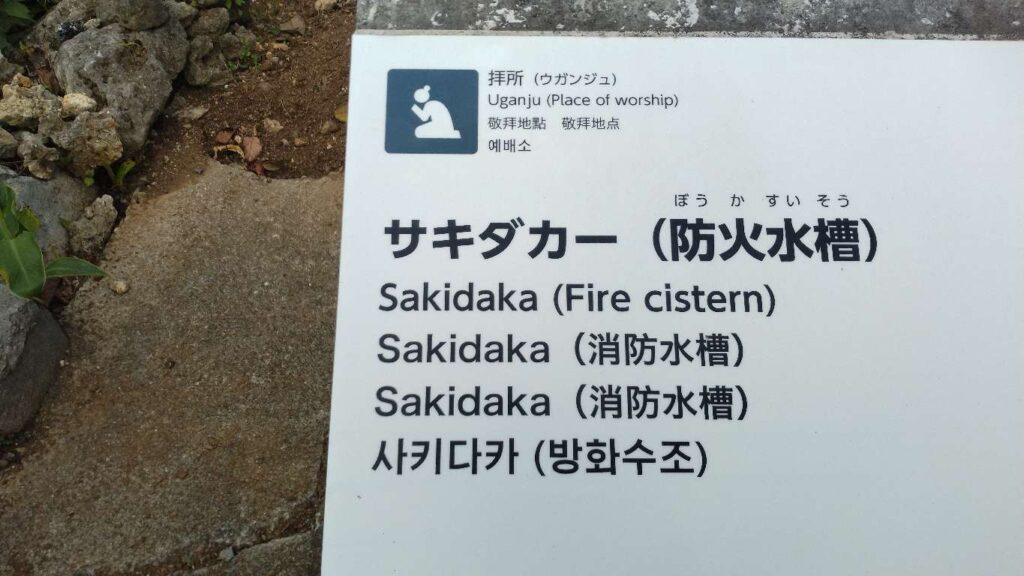 拝所（ウガンジュ）
Uganju (Place of worship)
敬拜地點　敬拜地点
예배소
ぼう か すい そう
サキダカー（防火水槽）
Sakidaka (Fire cistern)
Sakidaka（消防水槽）
Sakidaka（消防水槽）
사키다카 (방화수조)